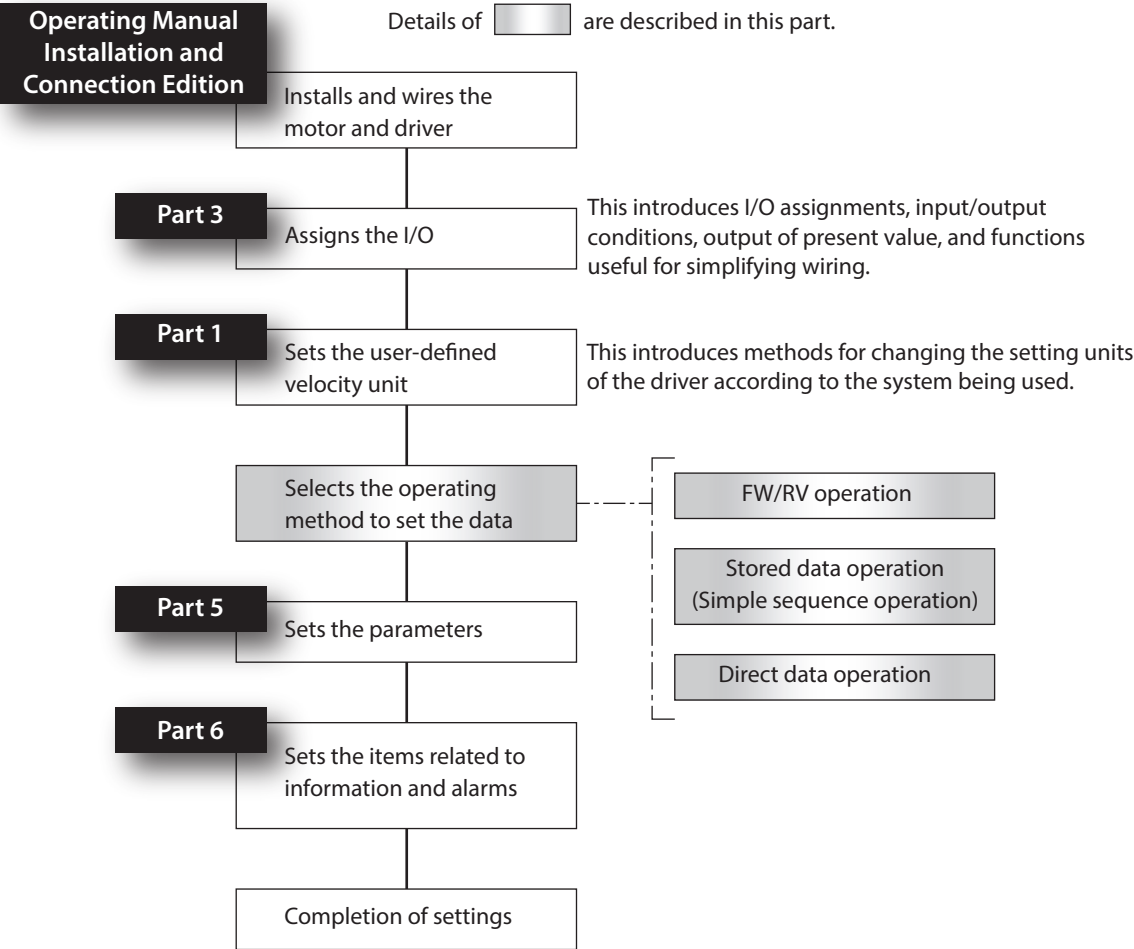 Operating Manual
Installation and
Connection Edition
Details of are described in this part.
Installs and wires the
motor and driver
Part 3
Assigns the I/O
This introduces I/O assignments, input/output
conditions, output of present value, and functions
useful for simplifying wiring.
Part 1
Sets the user-defined
velocity unit
This introduces methods for changing the setting units
of the driver according to the system being used.
Selects the operating
method to set the data
FW/RV operation
Stored data operation
(Simple sequence operation)
Direct data operation
Part 5
Sets the parameters
Part 6
Sets the items related to
information and alarms
Completion of settings